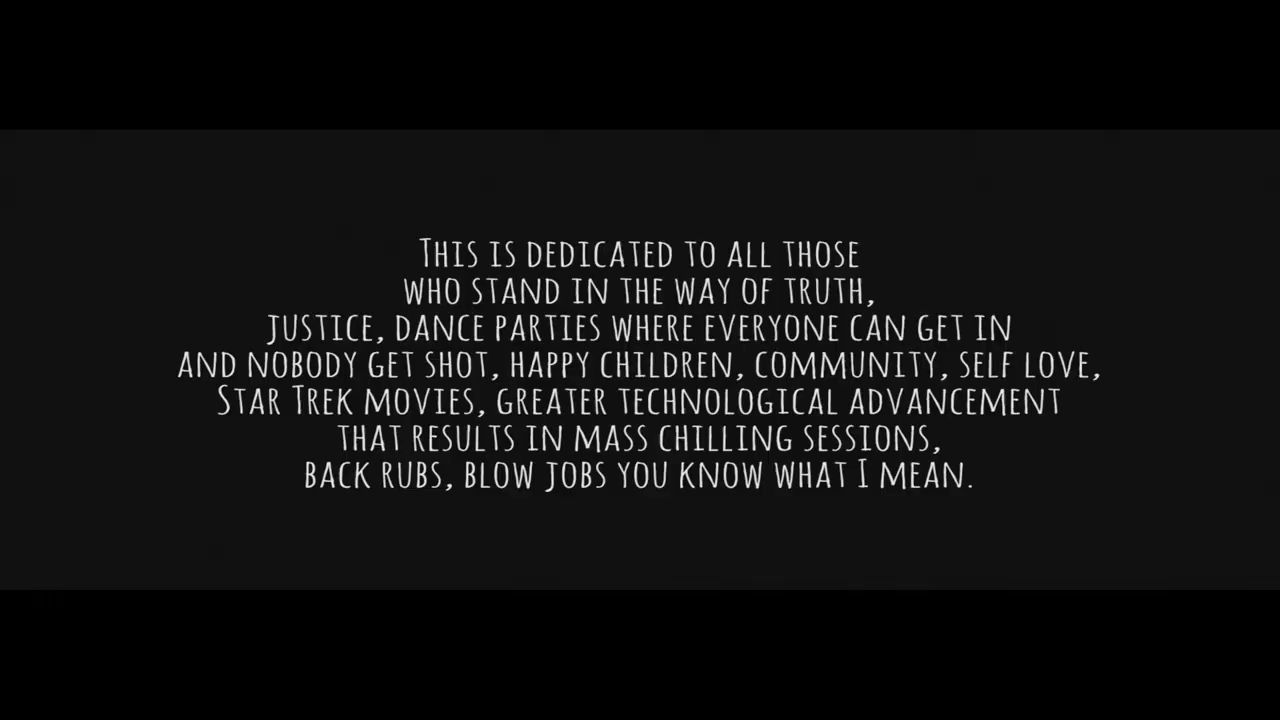 This is dedicated to all those
who stand in the way of truth,
justice, dance parties where everyone can get in
and nobody get shot, happy children, community, self love,
Star Trek movies, greater technological advancement
that results in mass chilling sessions,
back rubs, blow jobs you know what I mean.